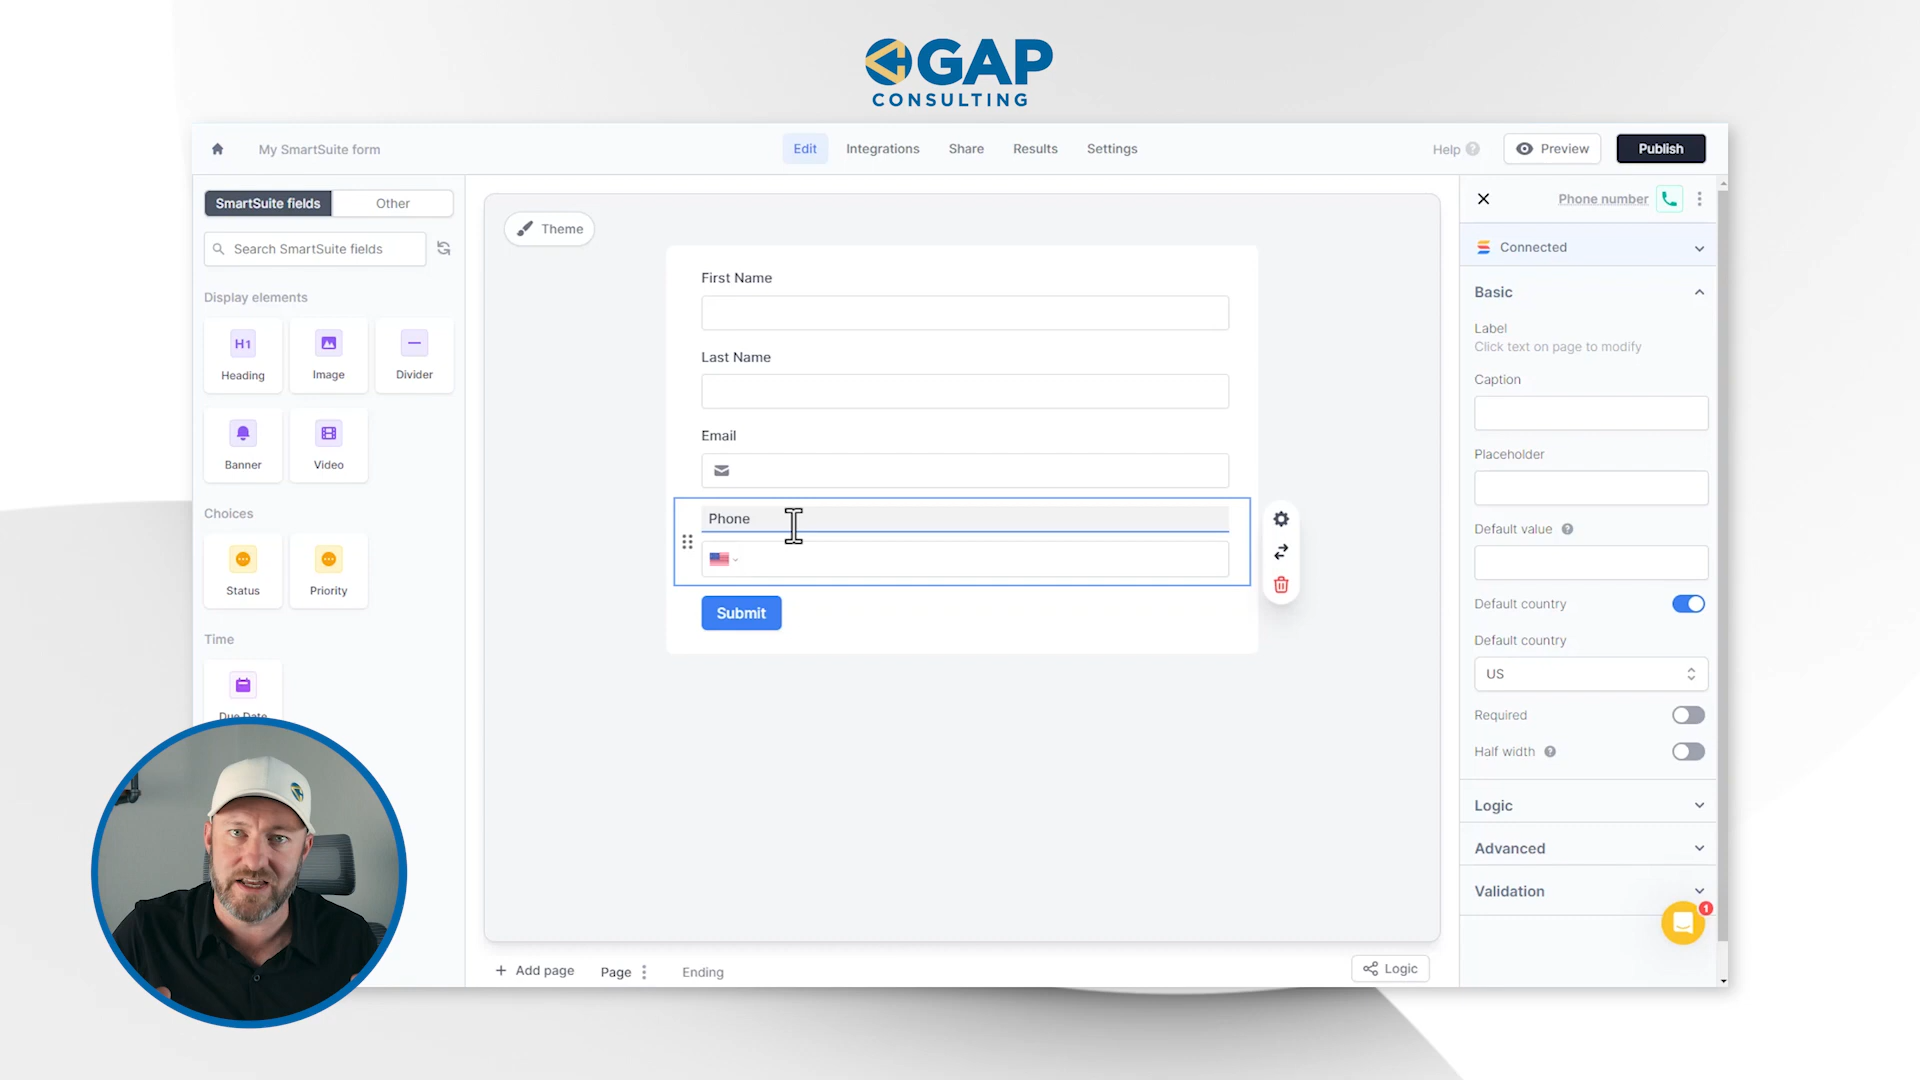 GAP
CONSULTING
My SmartSuite form
Edit
Integrations
Share
Results
Settings
Help
Preview
Publish
SmartSuite fields
Other
Search SmartSuite fields
Display elements
H1
Heading
Image
Divider
Banner
Video
Choices
Status
Priority
Time
Due Date
Theme
First Name
Last Name
Email
Phone
Submit
Add page
Page
Ending
Logic
Phone number
Connected
Basic
Label
Click text on page to modify
Caption
Placeholder
Default value
Default country
Default country
US
Required
Half width
Logic
Advanced
Validation
1